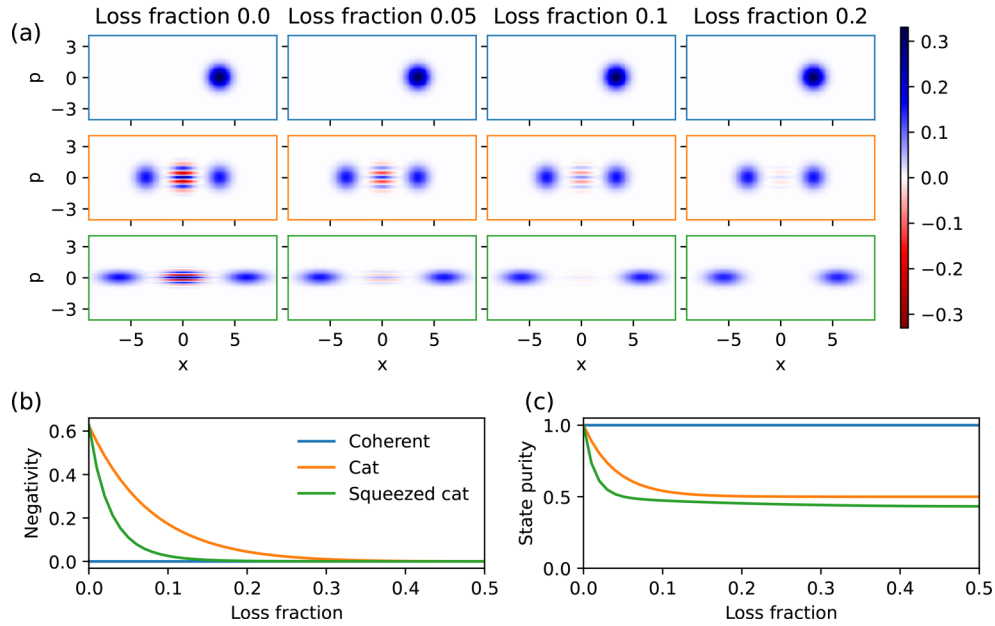 (a)
Loss fraction 0.0 Loss fraction 0.05 Loss fraction 0.1 Loss fraction 0.2
p
3
0
−3
p
3
0
−3
p
3
0
−3
−5 0 5 −5 0 5 −5 0 5 −5 0 5
x x x x
0.3
0.2
0.1
0.0
−0.1
−0.2
−0.3
(b)
Negativity
0.6
0.4
0.2
0.0
Coherent
Cat
Squeezed cat
0.0 0.1 0.2 0.3 0.4 0.5
Loss fraction
(c)
State purity
1.0
0.5
0.0
0.0 0.1 0.2 0.3 0.4 0.5
Loss fraction